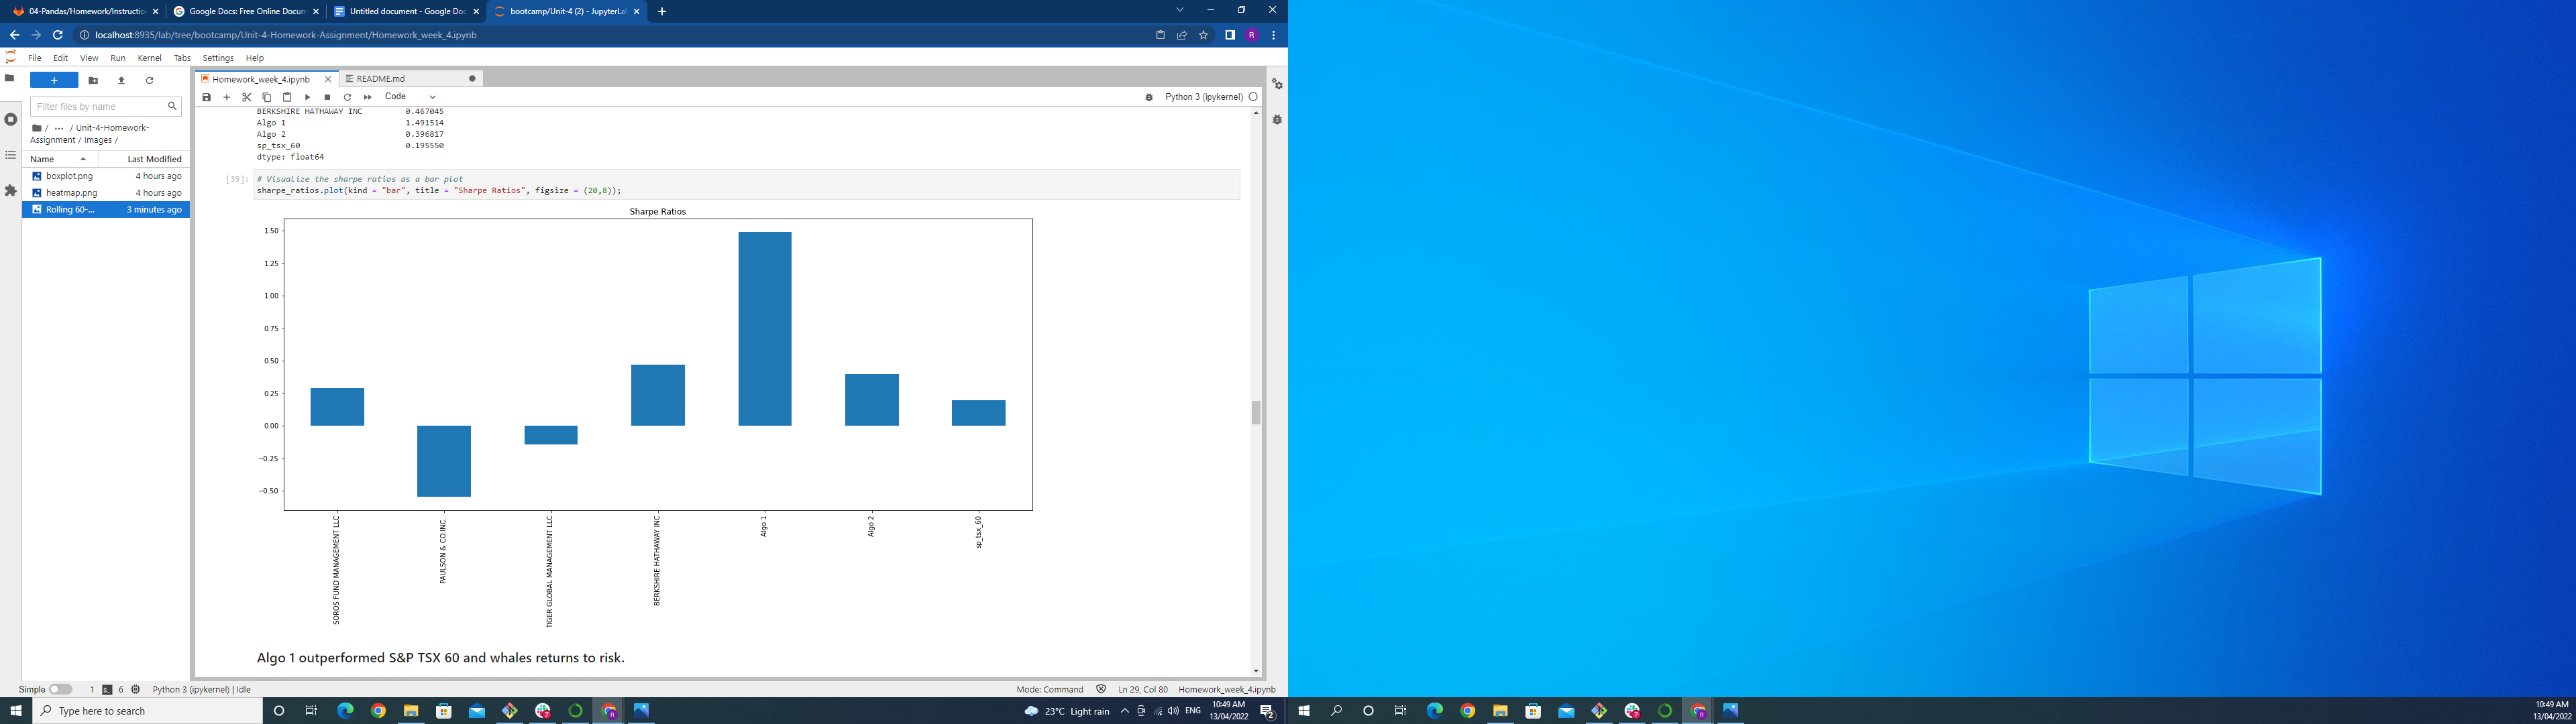 04-Pandas/Homework/Instructio
Google Docs: Free Online Docum
Untitled document - Google Doc
bootcamp/Unit-4 (2) - JupyterLab
localhost:8935/lab/tree/bootcamp/Unit-4-Homework-Assignment/Homework_week_4.ipynb
R
File Edit View Run Kernel Tabs Settings Help
Homework_week_4.ipynb
README.md
Code
Python 3 (ipykernel)
Filter files by name
/ ... / Unit-4-Homework-
Assignment / Images /
Name Last Modified
boxplot.png 4 hours ago
heatmap.png 4 hours ago
Rolling 60-... 3 minutes ago
BERKSHIRE HATHAWAY INC 0.467045
Algo 1 1.491514
Algo 2 0.396817
sp_tsx_60 0.195550
dtype: float64
[39]:
# Visualize the sharpe ratios as a bar plot
sharpe_ratios.plot(kind = "bar", title = "Sharpe Ratios", figsize = (20,8));
Sharpe Ratios
1.50
1.25
1.00
0.75
0.50
0.25
0.00
−0.25
−0.50
SOROS FUND MANAGEMENT LLC
PAULSON & CO.INC.
TIGER GLOBAL MANAGEMENT LLC
BERKSHIRE HATHAWAY INC
Algo 1
Algo 2
sp_tsx_60
Algo 1 outperformed S&P TSX 60 and whales returns to risk.
Simple 1 6 Python 3 (ipykernel) | Idle
Mode: Command Ln 29, Col 80 Homework_week_4.ipynb
Type here to search
23°C Light rain
ENG
10:49 AM
13/04/2022
2
10:49 AM
13/04/2022